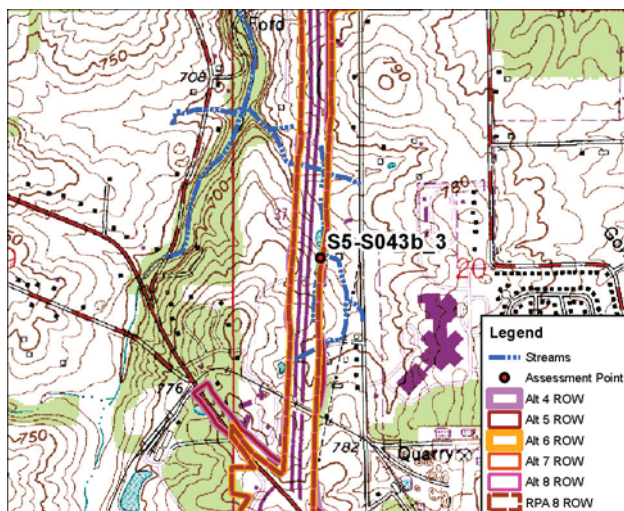 Ford
750
708
790
700
780
31
S5-S043b_3
20
Legend
Streams
Assessment Point
Alt 4 ROW
Alt 5 ROW
Alt 6 ROW
Alt 7 ROW
Alt 8 ROW
RPA 8 ROW
776
750
782
Quarry